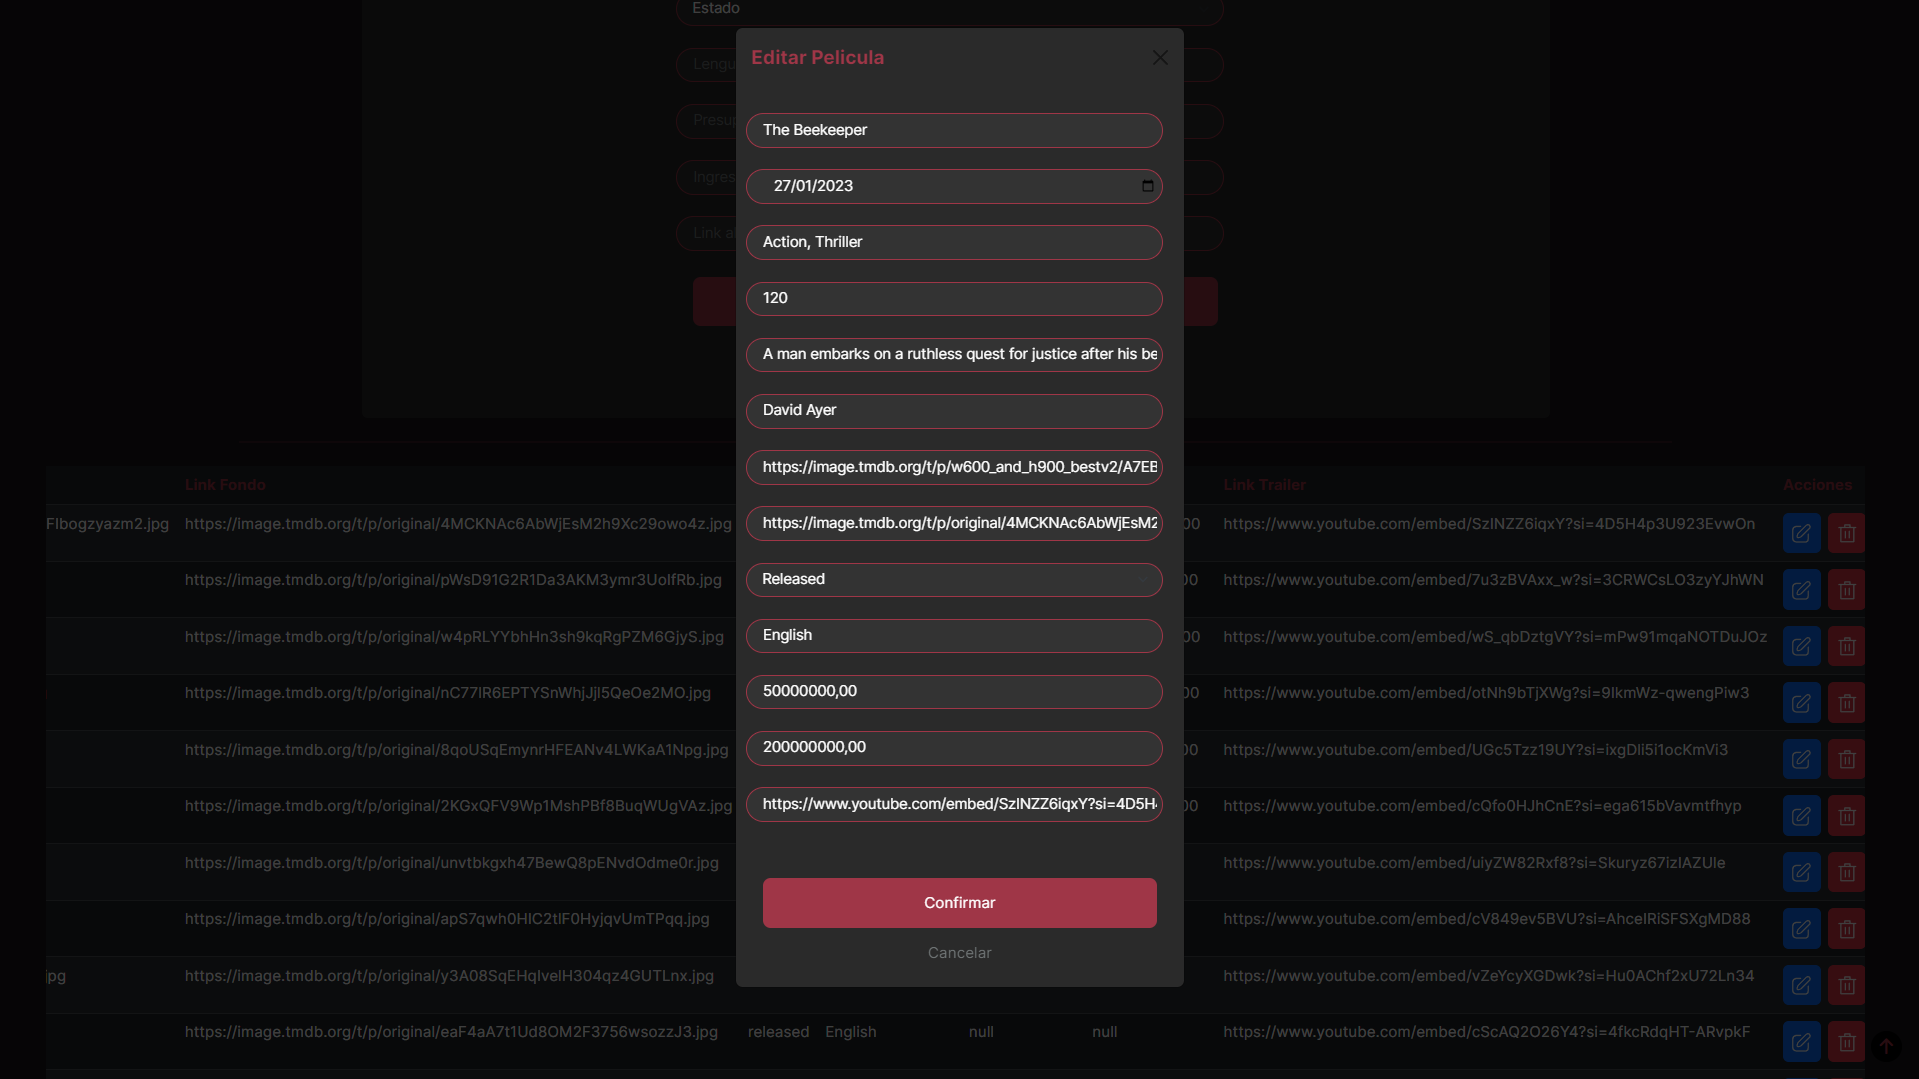 Estado
Editar Pelicula
Lengu
Presup
Ingres
Link al
The Beekeeper
27/01/2023
Action, Thriller
120
A man embarks on a ruthless quest for justice after his be
David Ayer
https://image.tmdb.org/t/p/w600_and_h900_bestv2/A7EB
https://image.tmdb.org/t/p/original/4MCKNAc6AbWjEsM2
Released
English
50000000,00
200000000,00
https://www.youtube.com/embed/SzINZZ6iqxY?si=4D5H4
Confirmar
Cancelar
Link Fondo Link Trailer Acciones
FIbogzyazm2.jpg https://image.tmdb.org/t/p/original/4MCKNAc6AbWjEsM2h9Xc29owo4z.jpg 00 https://www.youtube.com/embed/SzINZZ6iqxY?si=4D5H4p3U923EvwOn
https://image.tmdb.org/t/p/original/pWsD91G2R1Da3AKM3ymr3UoIfRb.jpg 00 https://www.youtube.com/embed/7u3zBVAxx_w?si=3CRWCsLO3zyYJhWN
https://image.tmdb.org/t/p/original/w4pRLYYbhHn3sh9kqRgPZM6GjyS.jpg 00 https://www.youtube.com/embed/wS_qbDztgVY?si=mPw91mqaNOTDuJOz
https://image.tmdb.org/t/p/original/nC77IR6EPTYSnWhjJjl5QeOe2MO.jpg 00 https://www.youtube.com/embed/otNh9bTjXWg?si=9IkmWz-qwengPiw3
https://image.tmdb.org/t/p/original/8qoUSqEmynrHFEANv4LWKaA1Npg.jpg 00 https://www.youtube.com/embed/UGc5Tzz19UY?si=ixgDli5i1ocKmVi3
https://image.tmdb.org/t/p/original/2KGxQFV9Wp1MshPBf8BuqWUgVAz.jpg 00 https://www.youtube.com/embed/cQfo0HJhCnE?si=ega615bVavmtfhyp
https://image.tmdb.org/t/p/original/unvtbkgxh47BewQ8pENvdOdme0r.jpg https://www.youtube.com/embed/uiyZW82Rxf8?si=Skuryz67izIAZUle
https://image.tmdb.org/t/p/original/apS7qwh0HIC2tlF0HyjqvUmTPqq.jpg https://www.youtube.com/embed/cV849ev5BVU?si=AhceIRiSFSXgMD88
jpg https://image.tmdb.org/t/p/original/y3A08SqEHqIvelH304qz4GUTLnx.jpg https://www.youtube.com/embed/vZeYcyXGDwk?si=Hu0AChf2xU72Ln34
https://image.tmdb.org/t/p/original/eaF4aA7t1Ud8OM2F3756wsozzJ3.jpg released English null null https://www.youtube.com/embed/cScAQ2O26Y4?si=4fkcRdqHT-ARvpkF